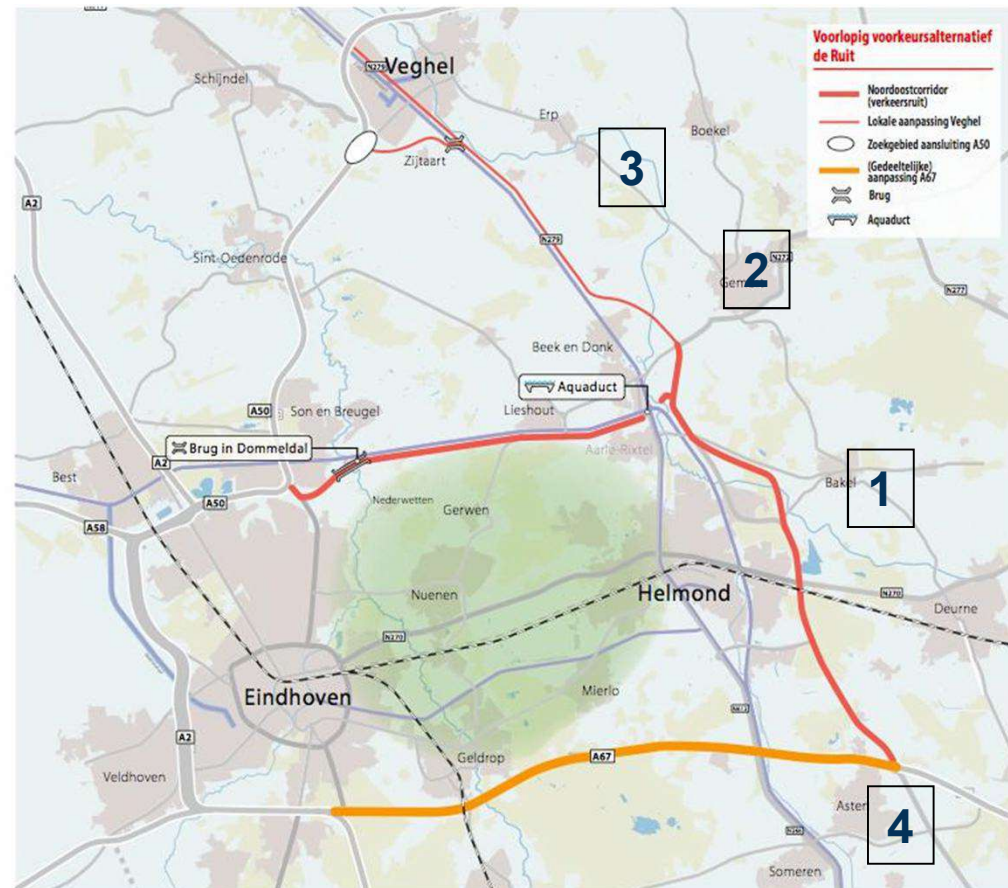 Voorlopig voorkeursalternatief
de Ruit
Noordoostcorridor
(verkeersruit)
Lokale aanpassing Veghel
Zoekgebied aansluiting A50
(Gedeeltelijke)
aanpassing A67
Brug
Aquaduct
N279
Veghel
Schijndel
Erp
Boekel
3
Zijtaart
A2
2
N272
Gem
N279
Sint-Oedenrode
N277
Beek en Donk
Aquaduct
A50
Son en Breugel
Lieshout
Aarle-Rixtel
Brug in Dommeldal
A2
Best
1
Bakel
A50
Nederwetten
Gerwen
A58
Nuenen
Helmond
N270
Deurne
N270
Eindhoven
Mierlo
A2
Geldrop
A67
Veldhoven
Asten
4
Someren